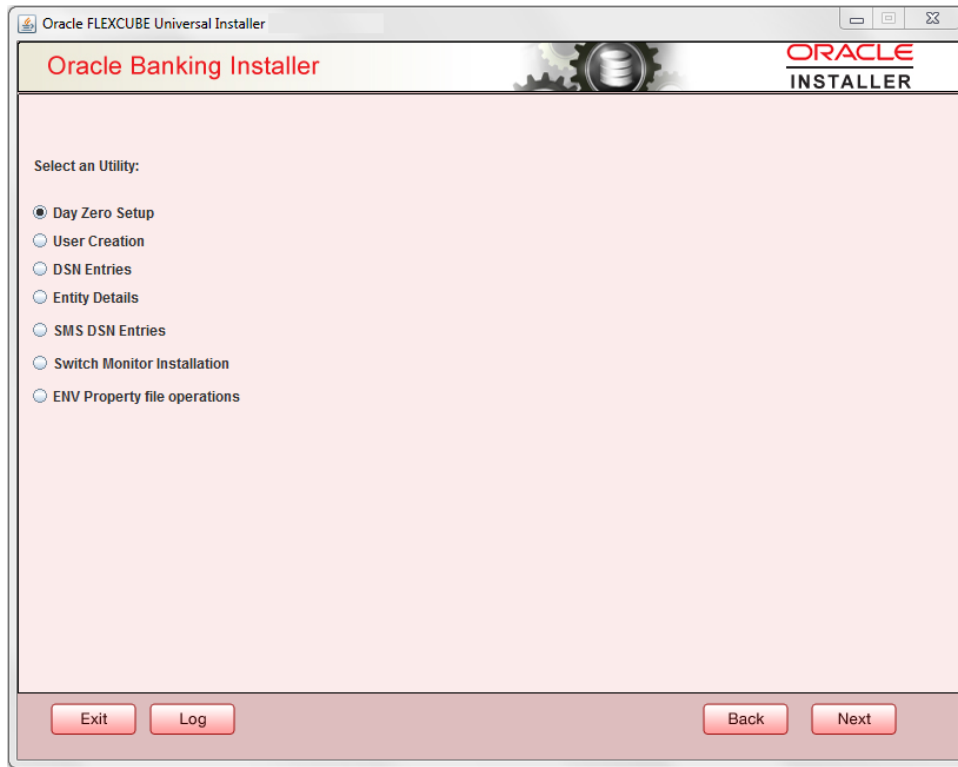 Oracle FLEXCUBE Universal Installer
Oracle Banking Installer
ORACLE
INSTALLER
Select an Utility:
Day Zero Setup
User Creation
DSN Entries
Entity Details
SMS DSN Entries
Switch Monitor Installation
ENV Property file operations
Exit
Log
Back
Next